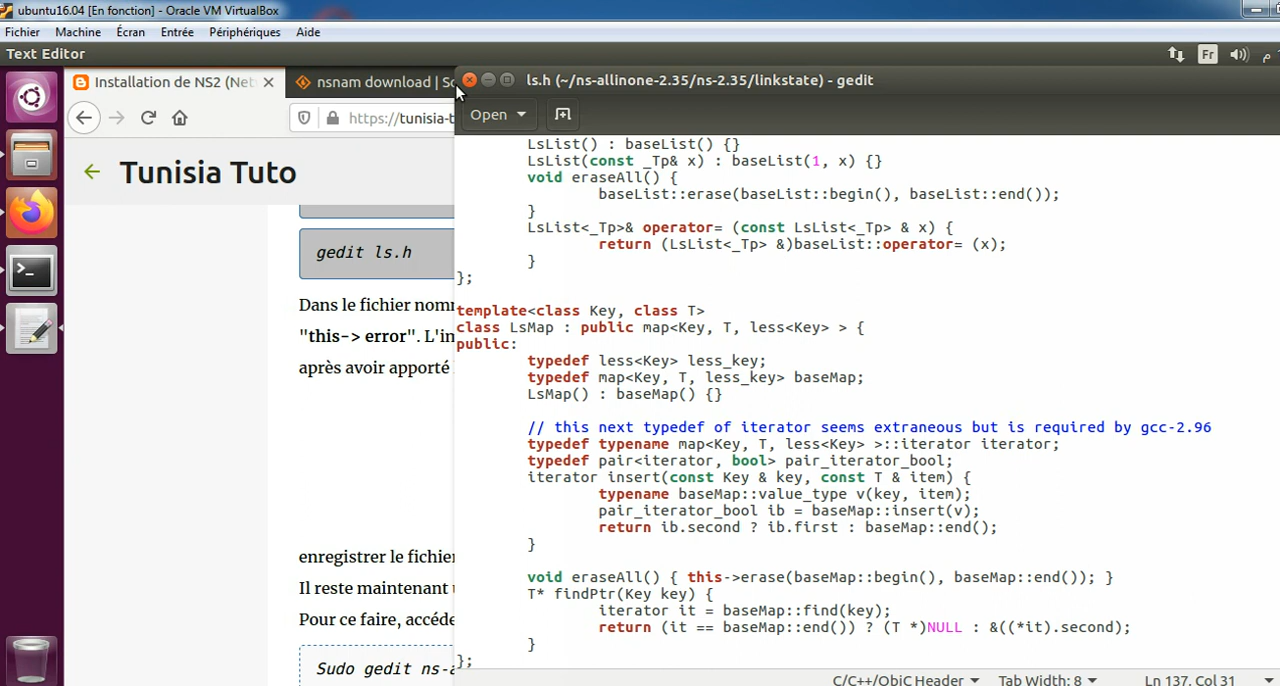 ubuntu16.04 [En fonction] - Oracle VM VirtualBox
Fichier Machine Écran Entrée Périphériques Aide
Text Editor
Fr
Installation de NS2 (Net
nsnam download | So
https://tunisia-t
Tunisia Tuto
gedit ls.h
Dans le fichier nomm
"this-> error". L'in
après avoir apporté
enregistrer le fichier
Il reste maintenant
Pour ce faire, accéde
Sudo gedit ns-a
ls.h (~/ns-allinone-2.35/ns-2.35/linkstate) - gedit
Open
LsList() : baseList() {}
LsList(const _Tp& x) : baseList(1, x) {}
void eraseAll() {
baseList::erase(baseList::begin(), baseList::end());
}
LsList<_Tp>& operator= (const LsList<_Tp> & x) {
return (LsList<_Tp> &)baseList::operator= (x);
}
};
template<class Key, class T>
class LsMap : public map<Key, T, less<Key> > {
public:
typedef less<Key> less_key;
typedef map<Key, T, less_key> baseMap;
LsMap() : baseMap() {}
// this next typedef of iterator seems extraneous but is required by gcc-2.96
typedef typename map<Key, T, less<Key> >::iterator iterator;
typedef pair<iterator, bool> pair_iterator_bool;
iterator insert(const Key & key, const T & item) {
typename baseMap::value_type v(key, item);
pair_iterator_bool ib = baseMap::insert(v);
return ib.second ? ib.first : baseMap::end();
}
void eraseAll() { this->erase(baseMap::begin(), baseMap::end()); }
T* findPtr(Key key) {
iterator it = baseMap::find(key);
return (it == baseMap::end()) ? (T *)NULL : &((*it).second);
}
};
C/C++/ObjC Header Tab Width: 8 Ln 137, Col 31